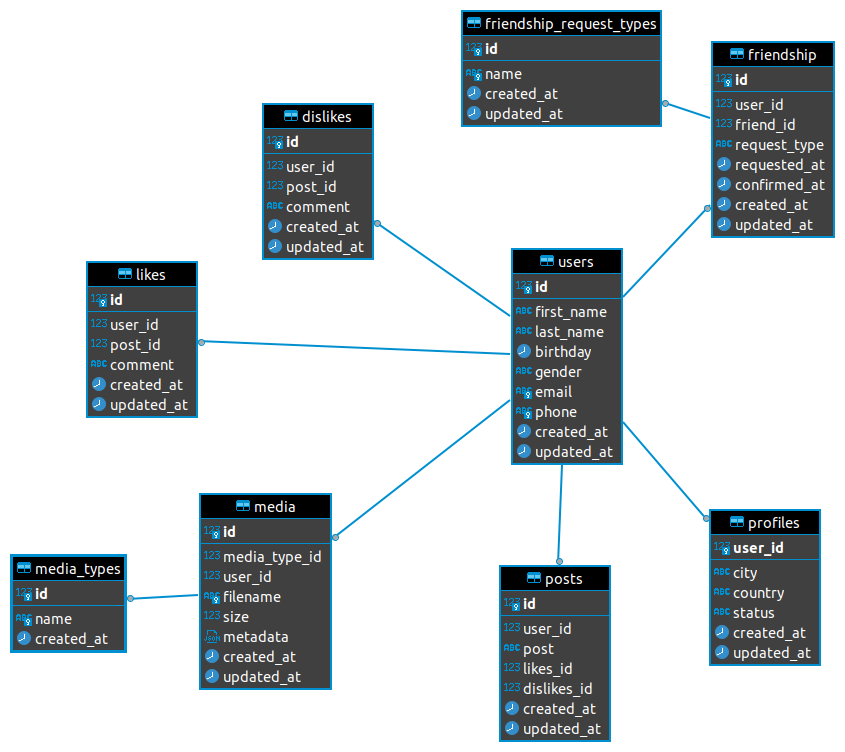 friendship_request_types
id
name
created_at
updated_at
friendship
id
user_id
friend_id
request_type
requested_at
confirmed_at
created_at
updated_at
dislikes
id
user_id
post_id
comment
created_at
updated_at
users
id
first_name
last_name
birthday
gender
email
phone
created_at
updated_at
likes
id
user_id
post_id
comment
created_at
updated_at
media
id
media_type_id
user_id
filename
size
metadata
created_at
updated_at
media_types
id
name
created_at
posts
id
user_id
post
likes_id
dislikes_id
created_at
updated_at
profiles
user_id
city
country
status
created_at
updated_at